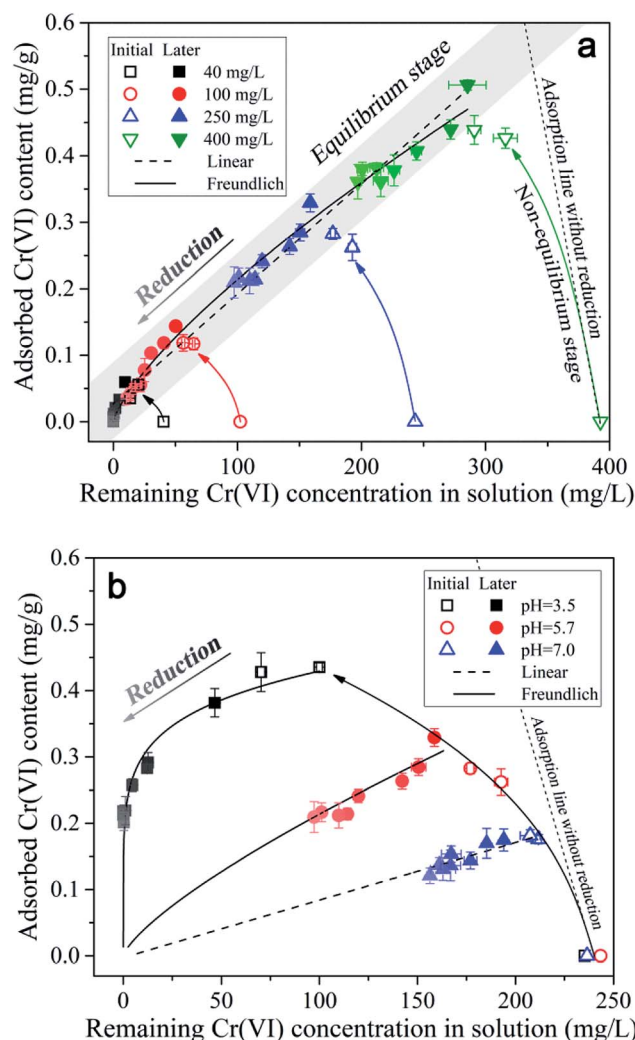 a
Initial Later
40 mg/L
100 mg/L
250 mg/L
400 mg/L
Linear
Freundlich
Equilibrium stage
Reduction
Non-equilibrium stage
Adsorption line without reduction
Adsorbed Cr(VI) content (mg/g)
0.6
0.5
0.4
0.3
0.2
0.1
0.0
0 100 200 300 400
Remaining Cr(VI) concentration in solution (mg/L)
b
Initial Later
pH=3.5
pH=5.7
pH=7.0
Linear
Freundlich
Reduction
Adsorption line without reduction
Adsorbed Cr(VI) content (mg/g)
0.6
0.5
0.4
0.3
0.2
0.1
0.0
0 50 100 150 200 250
Remaining Cr(VI) concentration in solution (mg/L)